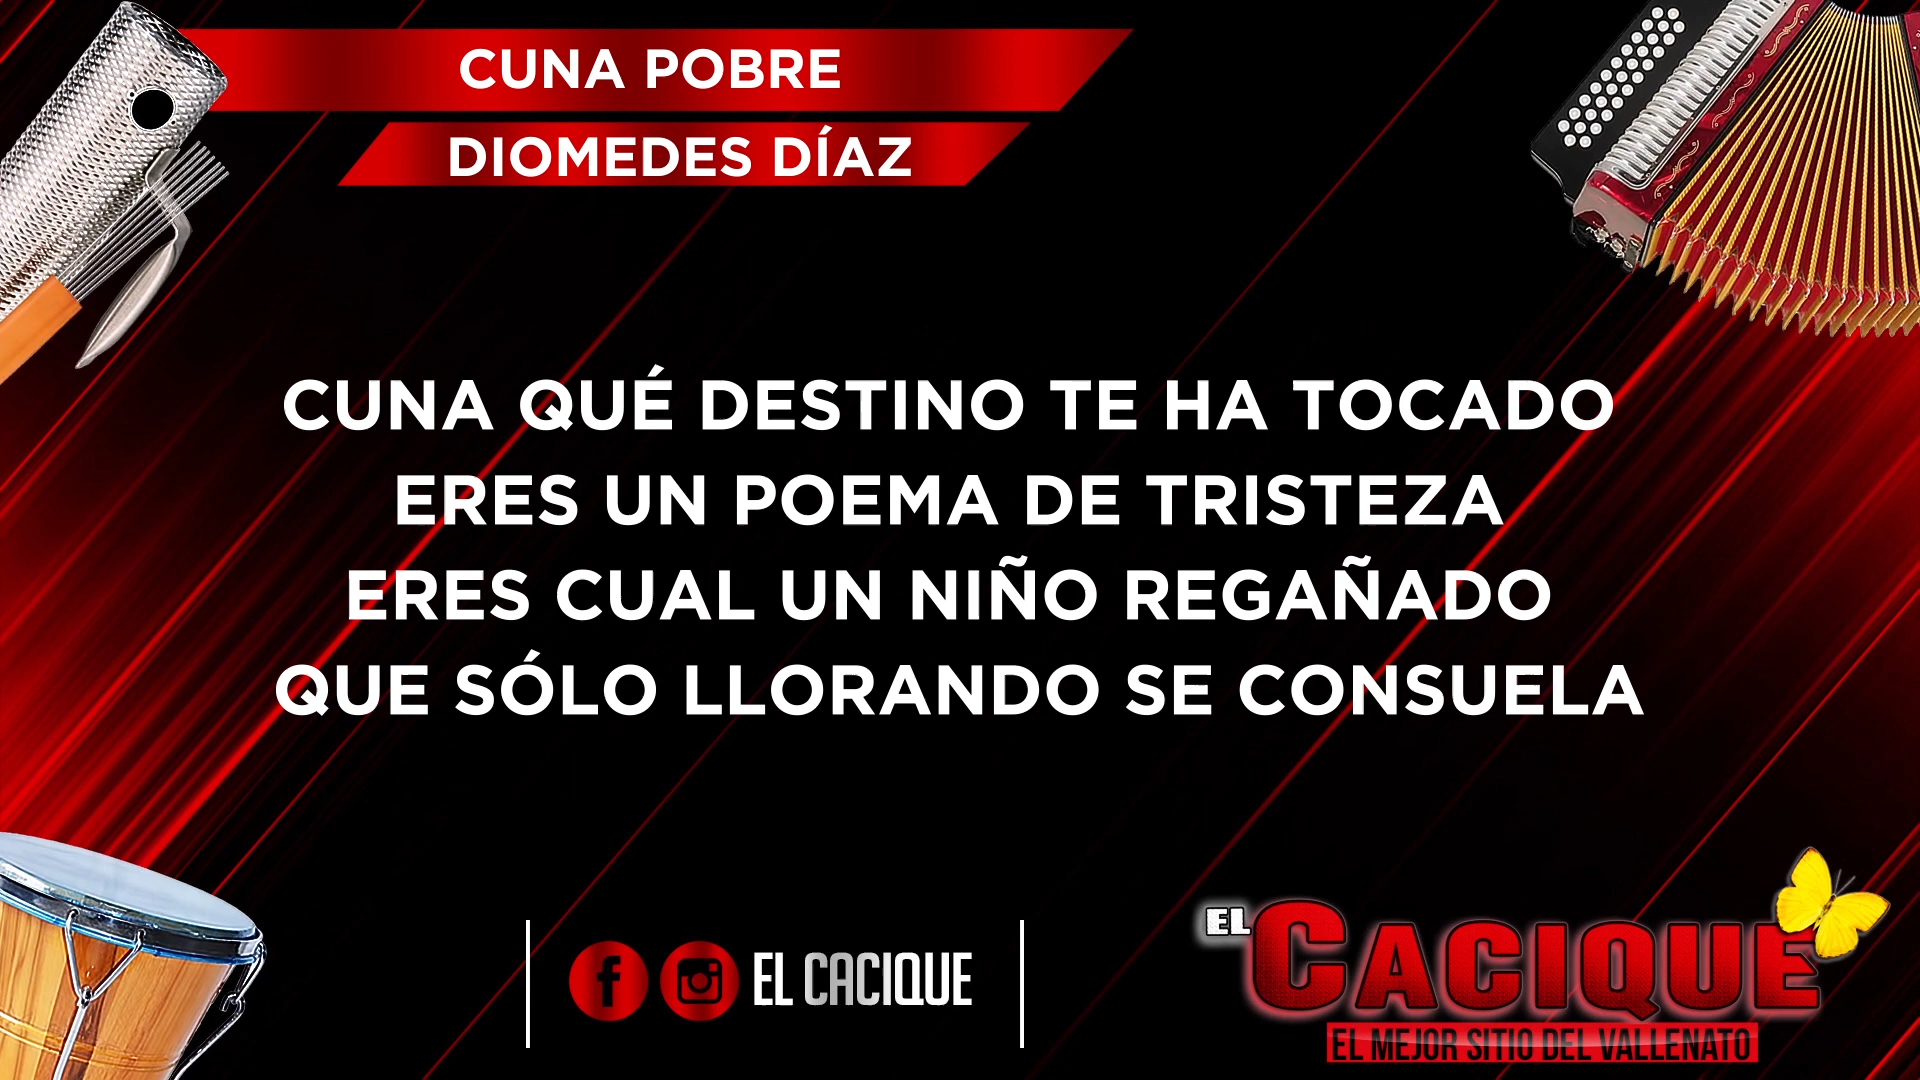 CUNA POBRE
DIOMEDES DÍAZ
CUNA QUÉ DESTINO TE HA TOCADO
ERES UN POEMA DE TRISTEZA
ERES CUAL UN NIÑO REGAÑADO
QUE SÓLO LLORANDO SE CONSUELA
EL CACIQUE
EL CACIQUE
EL MEJOR SITIO DEL VALLENATO